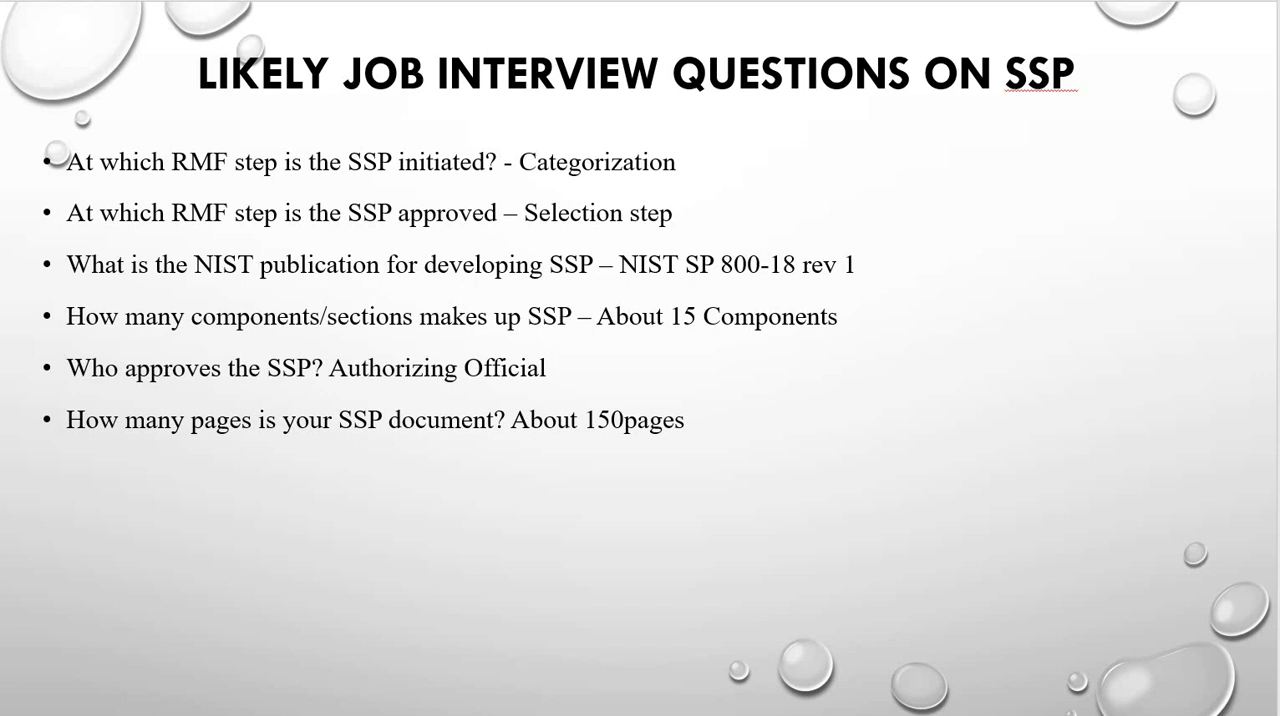 LIKELY JOB INTERVIEW QUESTIONS ON SSP
• At which RMF step is the SSP initiated? - Categorization
• At which RMF step is the SSP approved – Selection step
• What is the NIST publication for developing SSP – NIST SP 800-18 rev 1
• How many components/sections makes up SSP – About 15 Components
• Who approves the SSP? Authorizing Official
• How many pages is your SSP document? About 150pages